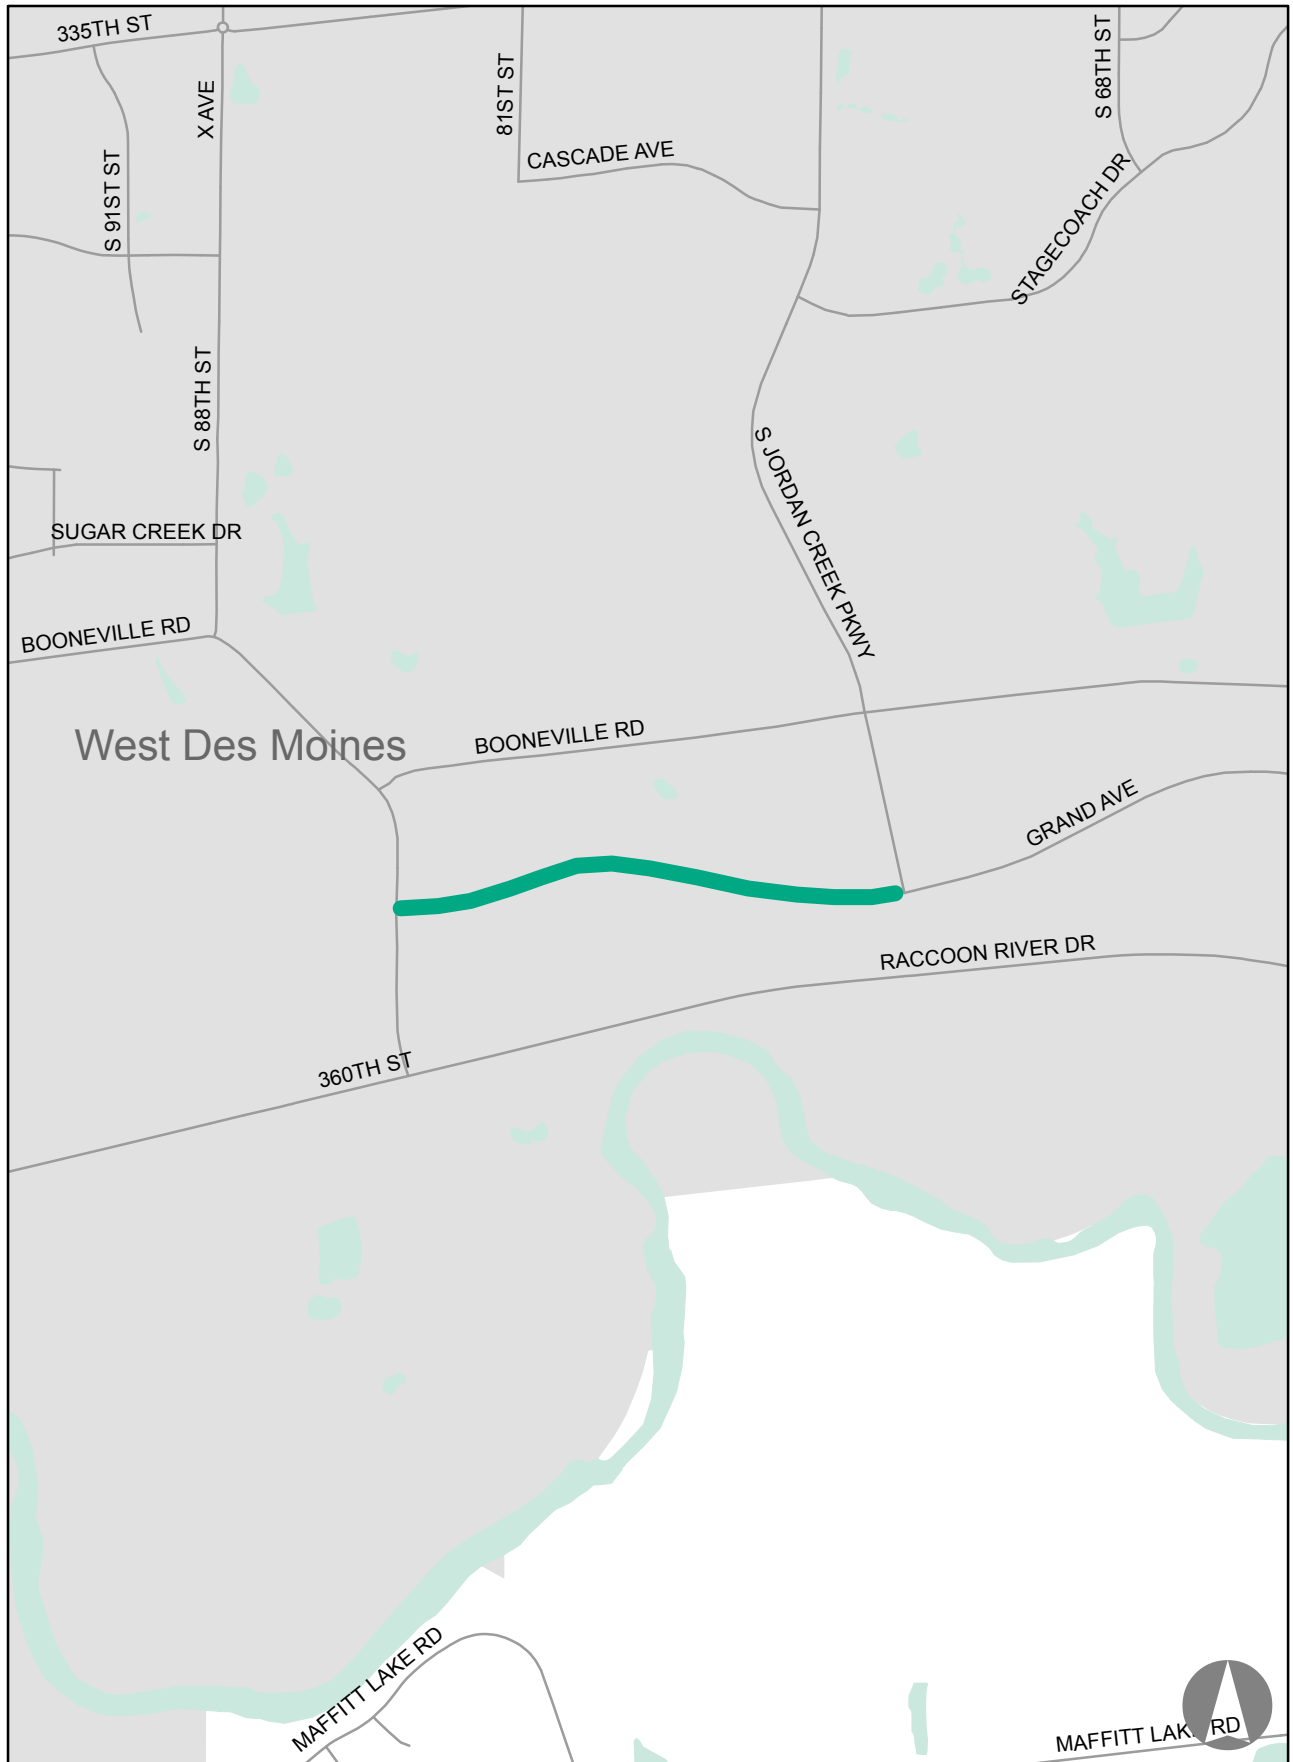 335TH ST
X AVE
81ST ST
S 68TH ST
CASCADE AVE
S 91ST ST
STAGECOACH DR
S 88TH ST
S JORDAN CREEK PKWY
SUGAR CREEK DR
BOONEVILLE RD
West Des Moines
BOONEVILLE RD
GRAND AVE
RACCOON RIVER DR
360TH ST
MAFFITT LAKE RD
MAFFITT LAKE RD